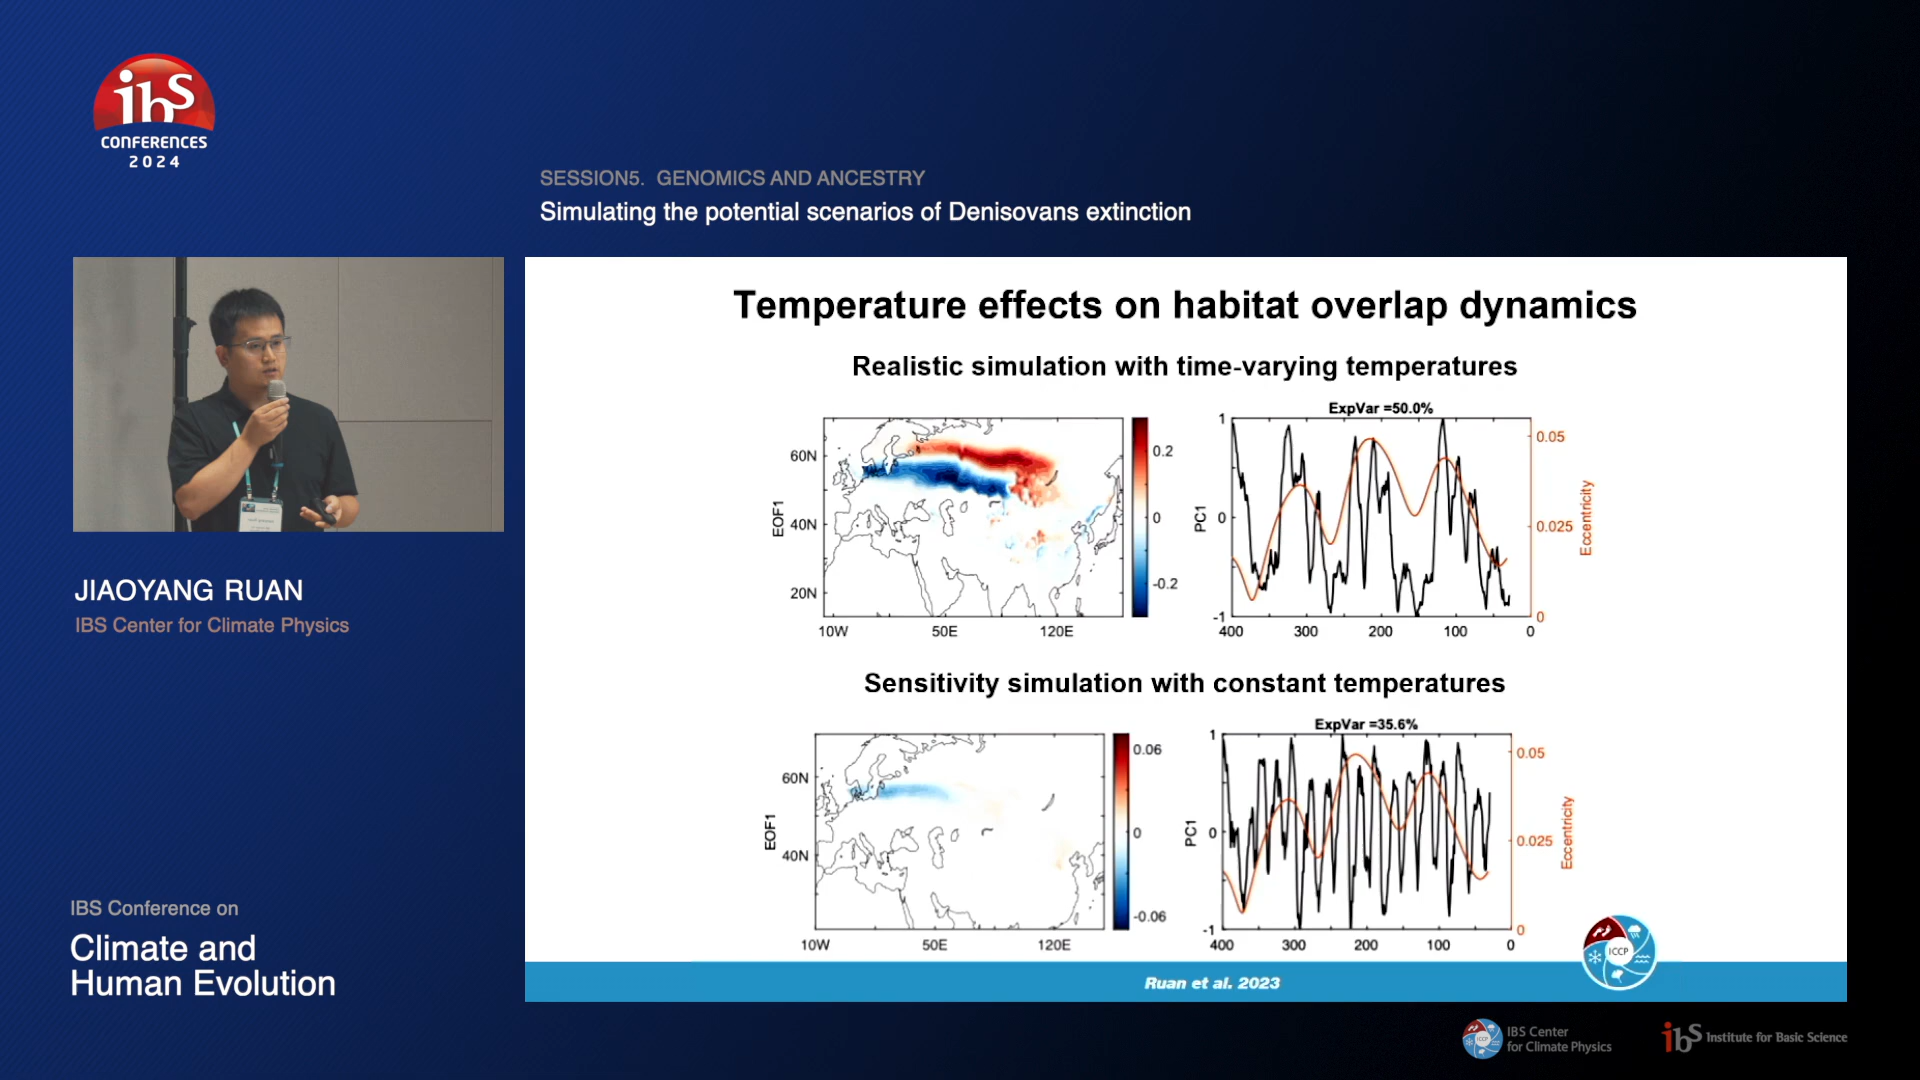 ibS
CONFERENCES
2024
SESSION5. GENOMICS AND ANCESTRY
Simulating the potential scenarios of Denisovans extinction
JIAOYANG RUAN
IBS Center for Climate Physics
IBS Conference on
Climate and
Human Evolution
Temperature effects on habitat overlap dynamics
Realistic simulation with time-varying temperatures
EOF1
60N
40N
20N
10W 50E 120E
0.2
0
-0.2
ExpVar =50.0%
PC1
1
0
-1
400 300 200 100 0
0.05
0.025
0
Eccentricity
Sensitivity simulation with constant temperatures
EOF1
60N
40N
10W 50E 120E
0.06
0
-0.06
ExpVar =35.6%
PC1
1
0
-1
400 300 200 100 0
0.05
0.025
0
Eccentricity
ICCP
Ruan et al. 2023
IBS Center
for Climate Physics
ibS Institute for Basic Science